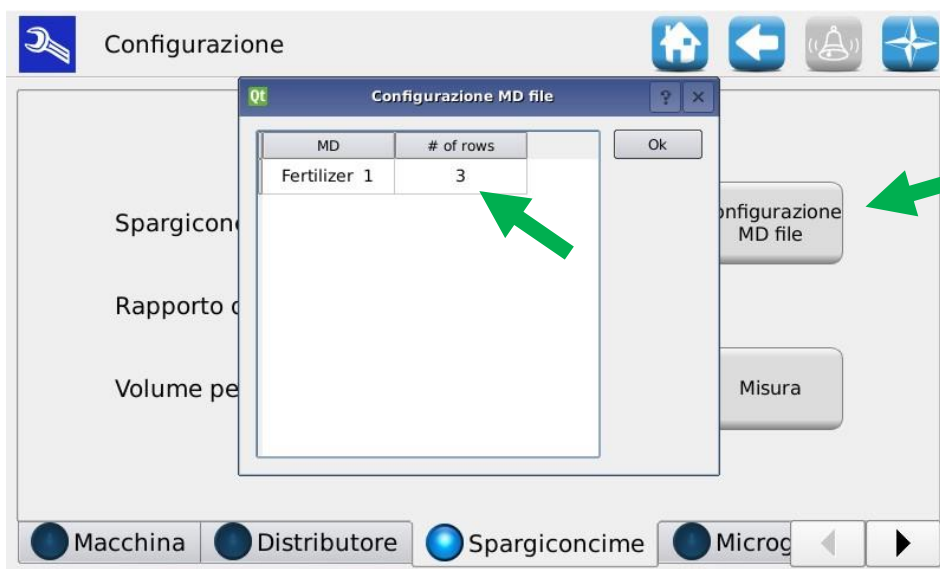 Configurazione
Qt Configurazione MD file ? ×
MD # of rows Ok
Fertilizer 1 3
Spargicon
onfigurazione
MD file
Rapporto
Volume pe
Misura
Macchina Distributore Spargiconcime Microg